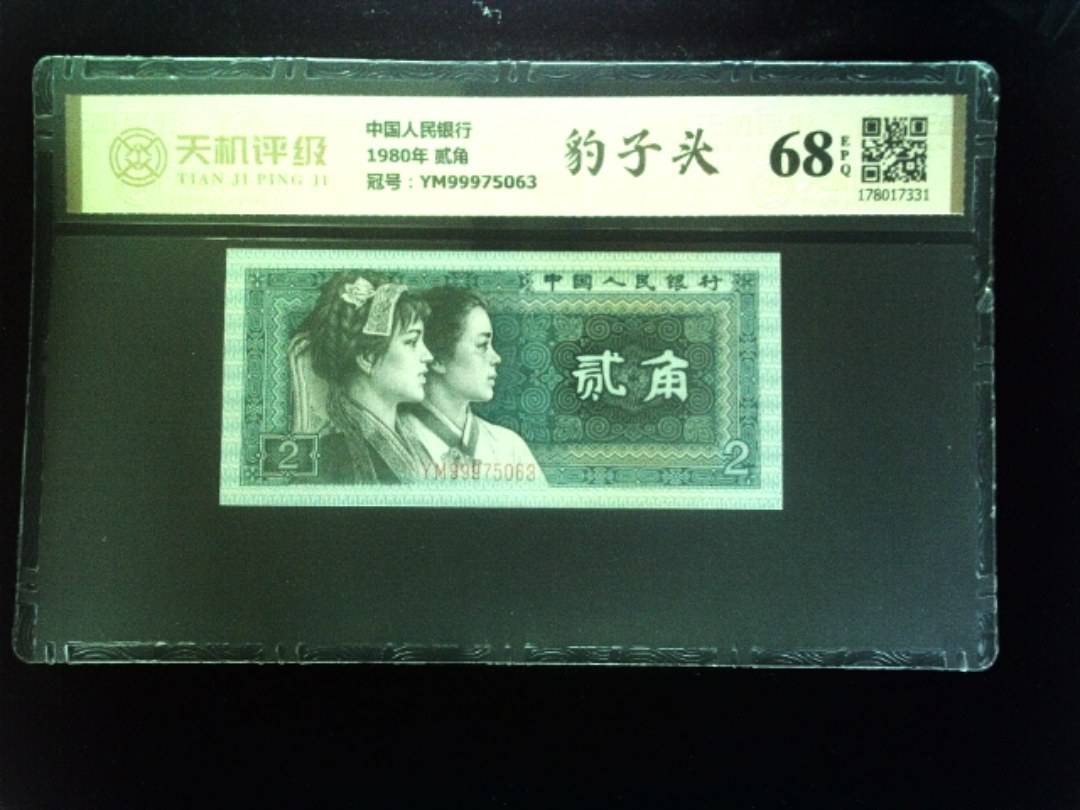 天机评级
TIAN JI PING JI
中国人民银行
1980年 贰角
冠号：YM99975063
豹子头
68
EPQ
178017331
中国人民银行
贰角
2
YM99975063
2